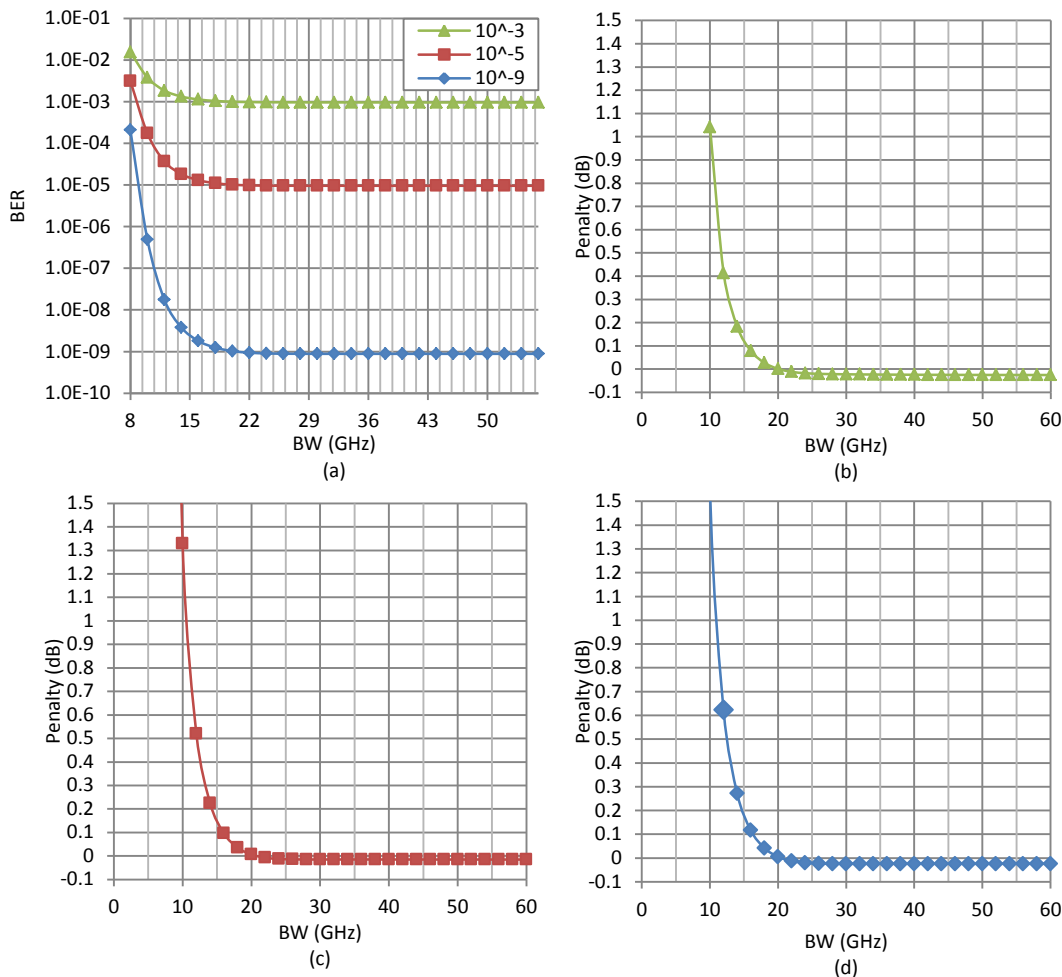 1.0E-01
1.0E-02
1.0E-03
1.0E-04
1.0E-05
1.0E-06
1.0E-07
1.0E-08
1.0E-09
1.0E-10
BER
10^-3
10^-5
10^-9
8 15 22 29 36 43 50
BW (GHz)
(a)
1.5
1.4
1.3
1.2
1.1
1
0.9
0.8
0.7
0.6
0.5
0.4
0.3
0.2
0.1
0
-0.1
Penalty (dB)
0 10 20 30 40 50 60
BW (GHz)
(b)
1.5
1.4
1.3
1.2
1.1
1
0.9
0.8
0.7
0.6
0.5
0.4
0.3
0.2
0.1
0
-0.1
Penalty (dB)
0 10 20 30 40 50 60
BW (GHz)
(c)
1.5
1.4
1.3
1.2
1.1
1
0.9
0.8
0.7
0.6
0.5
0.4
0.3
0.2
0.1
0
-0.1
Penalty (dB)
0 10 20 30 40 50 60
BW (GHz)
(d)